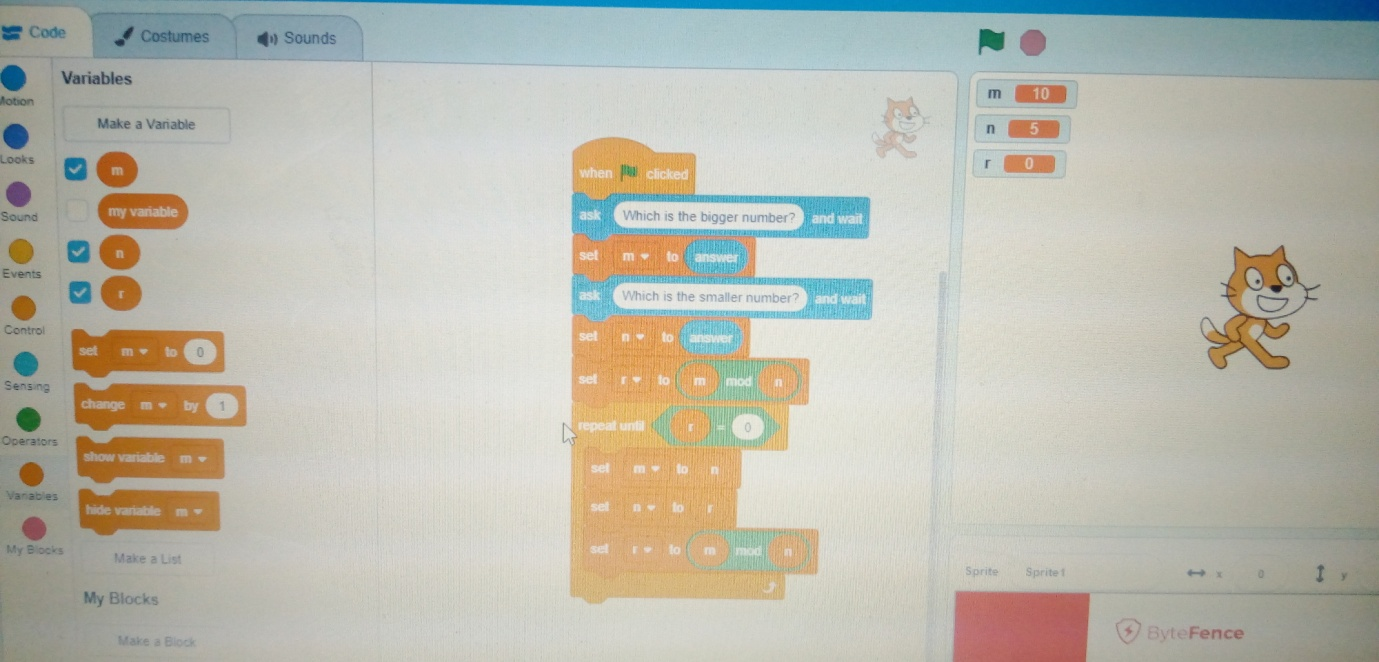 Code
Costumes
Sounds
Motion
Looks
Sound
Events
Control
Sensing
Operators
Variables
My Blocks
Variables
Make a Variable
m
my variable
n
r
set m to 0
change m by 1
show variable m
hide variable m
Make a List
My Blocks
Make a Block
when clicked
ask Which is the bigger number? and wait
set m to answer
ask Which is the smaller number? and wait
set n to answer
set r to m mod n
repeat until r = 0
set m to n
set n to r
set r to m mod n
m 10
n 5
r 0
Sprite Sprite1 x 0 y
ByteFence